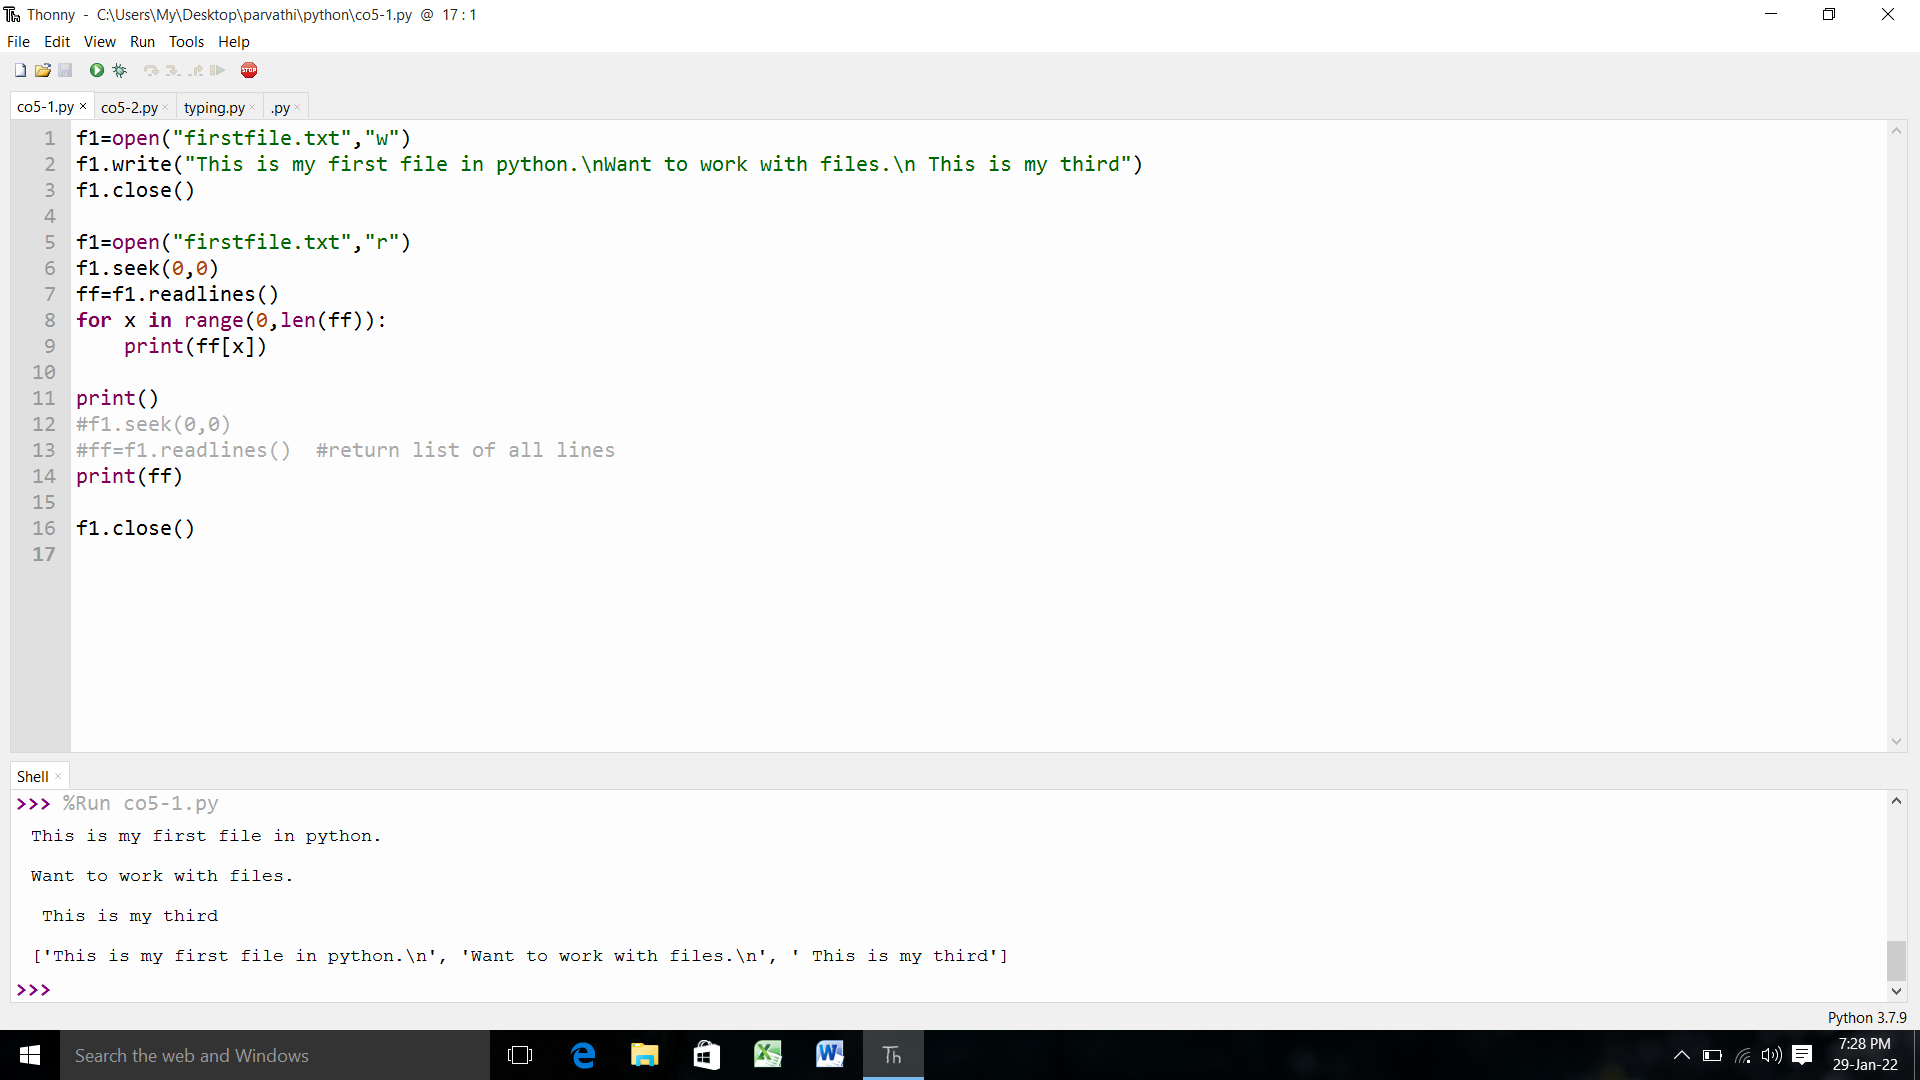 Thonny - C:\Users\My\Desktop\parvathi\python\co5-1.py @ 17 : 1
File Edit View Run Tools Help
STOP
co5-1.py × co5-2.py × typing.py × .py ×
1 f1=open("firstfile.txt","w")
2 f1.write("This is my first file in python.\nWant to work with files.\n This is my third")
3 f1.close()
4
5 f1=open("firstfile.txt","r")
6 f1.seek(0,0)
7 ff=f1.readlines()
8 for x in range(0,len(ff)):
9     print(ff[x])
10
11 print()
12 #f1.seek(0,0)
13 #ff=f1.readlines()  #return list of all lines
14 print(ff)
15
16 f1.close()
17
Shell ×
>>> %Run co5-1.py
This is my first file in python.
Want to work with files.
 This is my third
['This is my first file in python.\n', 'Want to work with files.\n', ' This is my third']
>>>
Python 3.7.9
Search the web and Windows
Th
7:28 PM
29-Jan-22